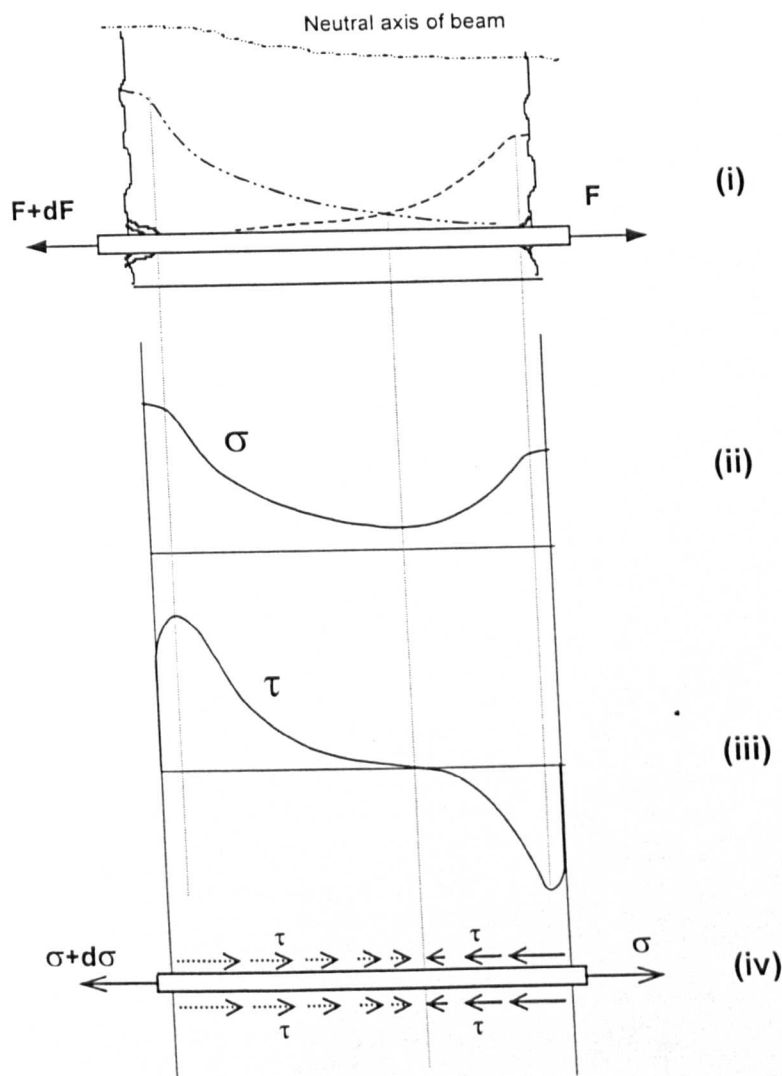 Neutral axis of beam
(i)
F+dF
F
σ
(ii)
τ
(iii)
τ
τ
σ+dσ
σ
(iv)
τ
τ